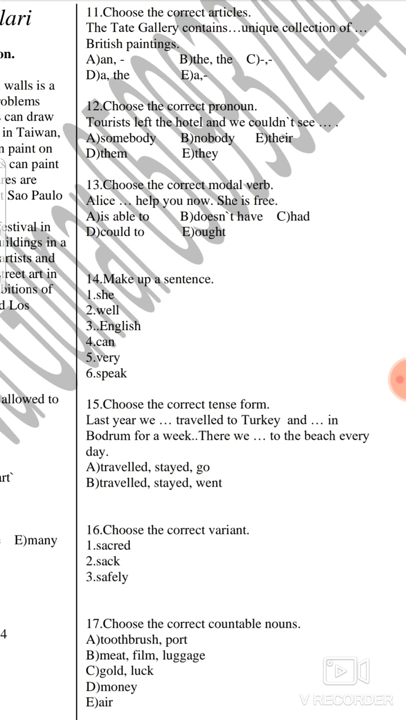 lari
on.
walls is a
roblems
can draw
in Taiwan,
n paint on
s can paint
res are
t Sao Paulo
estival in
uildings in a
artists and
reet art in
bitions of
d Los
allowed to
art`
E)many
4
11.Choose the correct articles.
The Tate Gallery contains…unique collection of …
British paintings.
A)an, - B)the, the C)-,-
D)a, the E)a,-
12.Choose the correct pronoun.
Tourists left the hotel and we couldn`t see … .
A)somebody B)nobody E)their
D)them E)they
13.Choose the correct modal verb.
Alice … help you now. She is free.
A)is able to B)doesn`t have C)had
D)could to E)ought
14.Make up a sentence.
1.she
2.well
3..English
4.can
5.very
6.speak
15.Choose the correct tense form.
Last year we … travelled to Turkey and … in
Bodrum for a week..There we … to the beach every
day.
A)travelled, stayed, go
B)travelled, stayed, went
16.Choose the correct variant.
1.sacred
2.sack
3.safely
17.Choose the correct countable nouns.
A)toothbrush, port
B)meat, film, luggage
C)gold, luck
D)money
E)air
V RECORDER